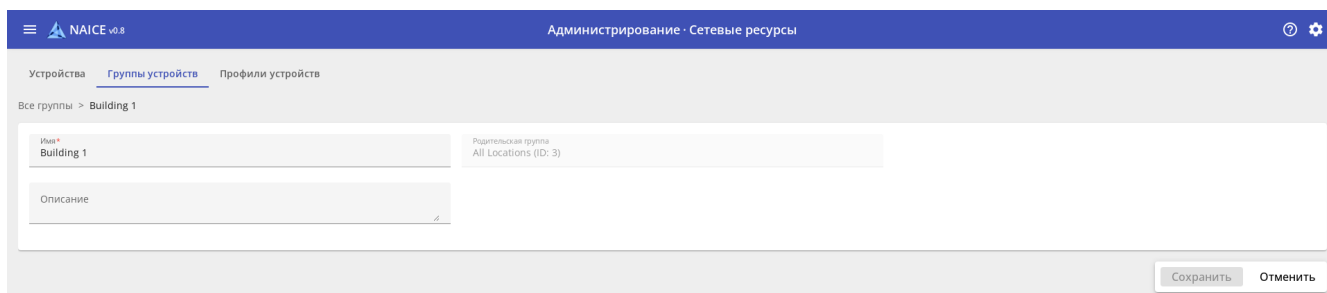 NAICE v0.8
Администрирование · Сетевые ресурсы
Устройства Группы устройств Профили устройств
Все группы > Building 1
Имя* Родительская группа
Building 1 All Locations (ID: 3)
Описание
Сохранить Отменить